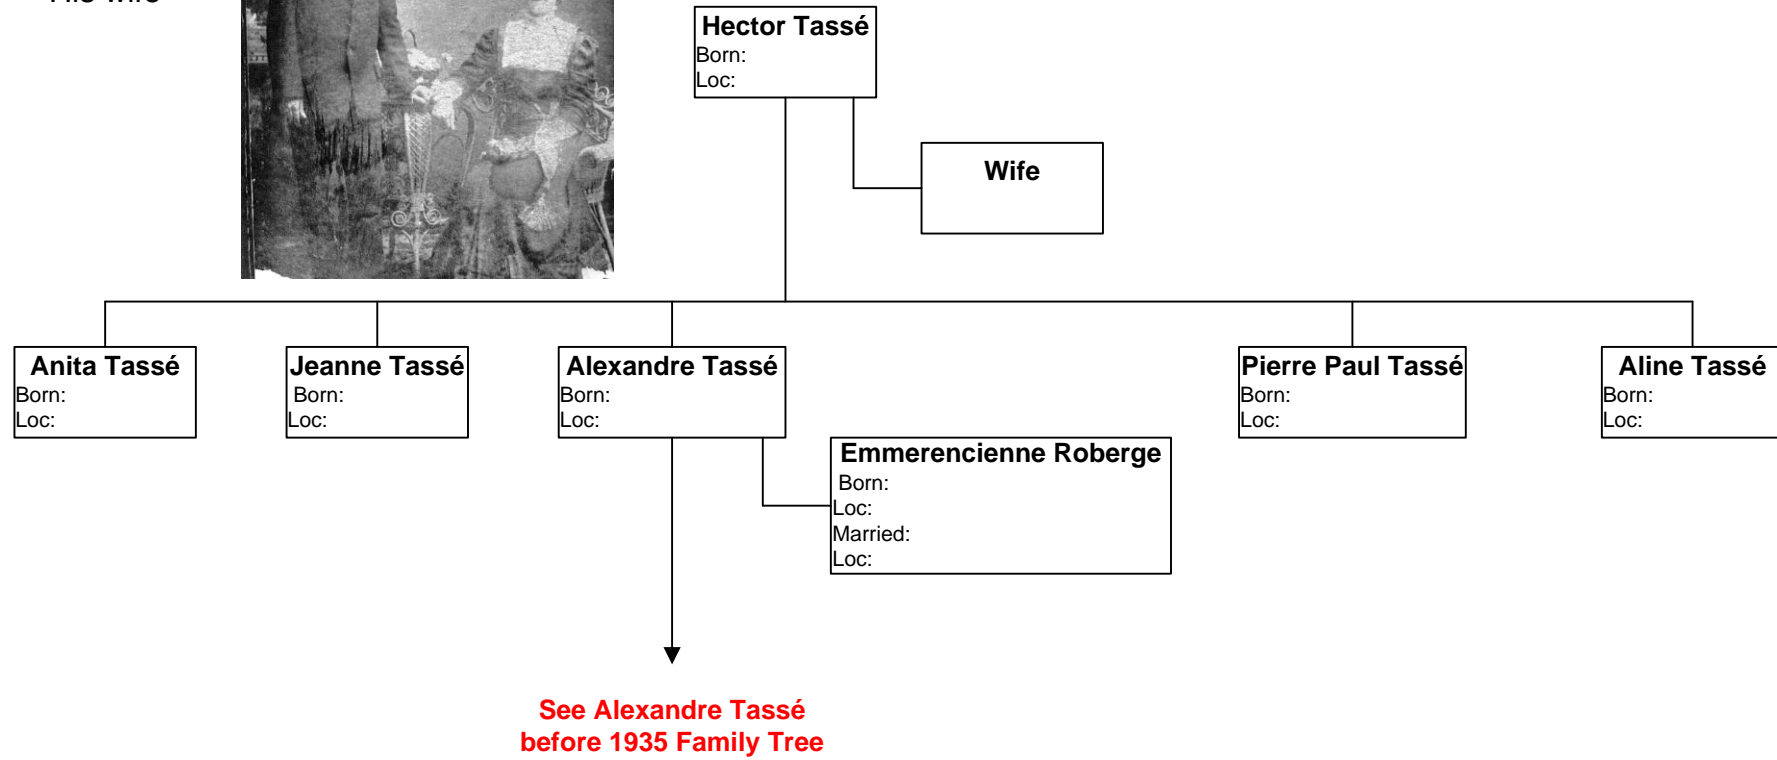 His Wife
Hector Tassé
Born:
Loc:
Wife
Anita Tassé
Born:
Loc:
Jeanne Tassé
Born:
Loc:
Alexandre Tassé
Born:
Loc:
Pierre Paul Tassé
Born:
Loc:
Aline Tassé
Born:
Loc:
Emmerencienne Roberge
Born:
Loc:
Married:
Loc:
See Alexandre Tassé
before 1935 Family Tree